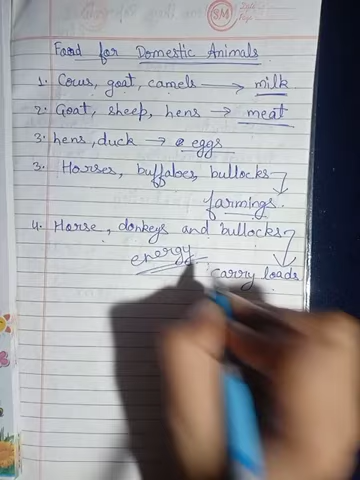 SM
Food for Domestic Animals
1. Cows, goat, camels → milk
2. Goat, sheep, hens → meat
3. hens, duck → eggs
3. Horses, buffaloes, bullocks
farmings.
4. Horse, donkeys and bullocks
energy
carry loads